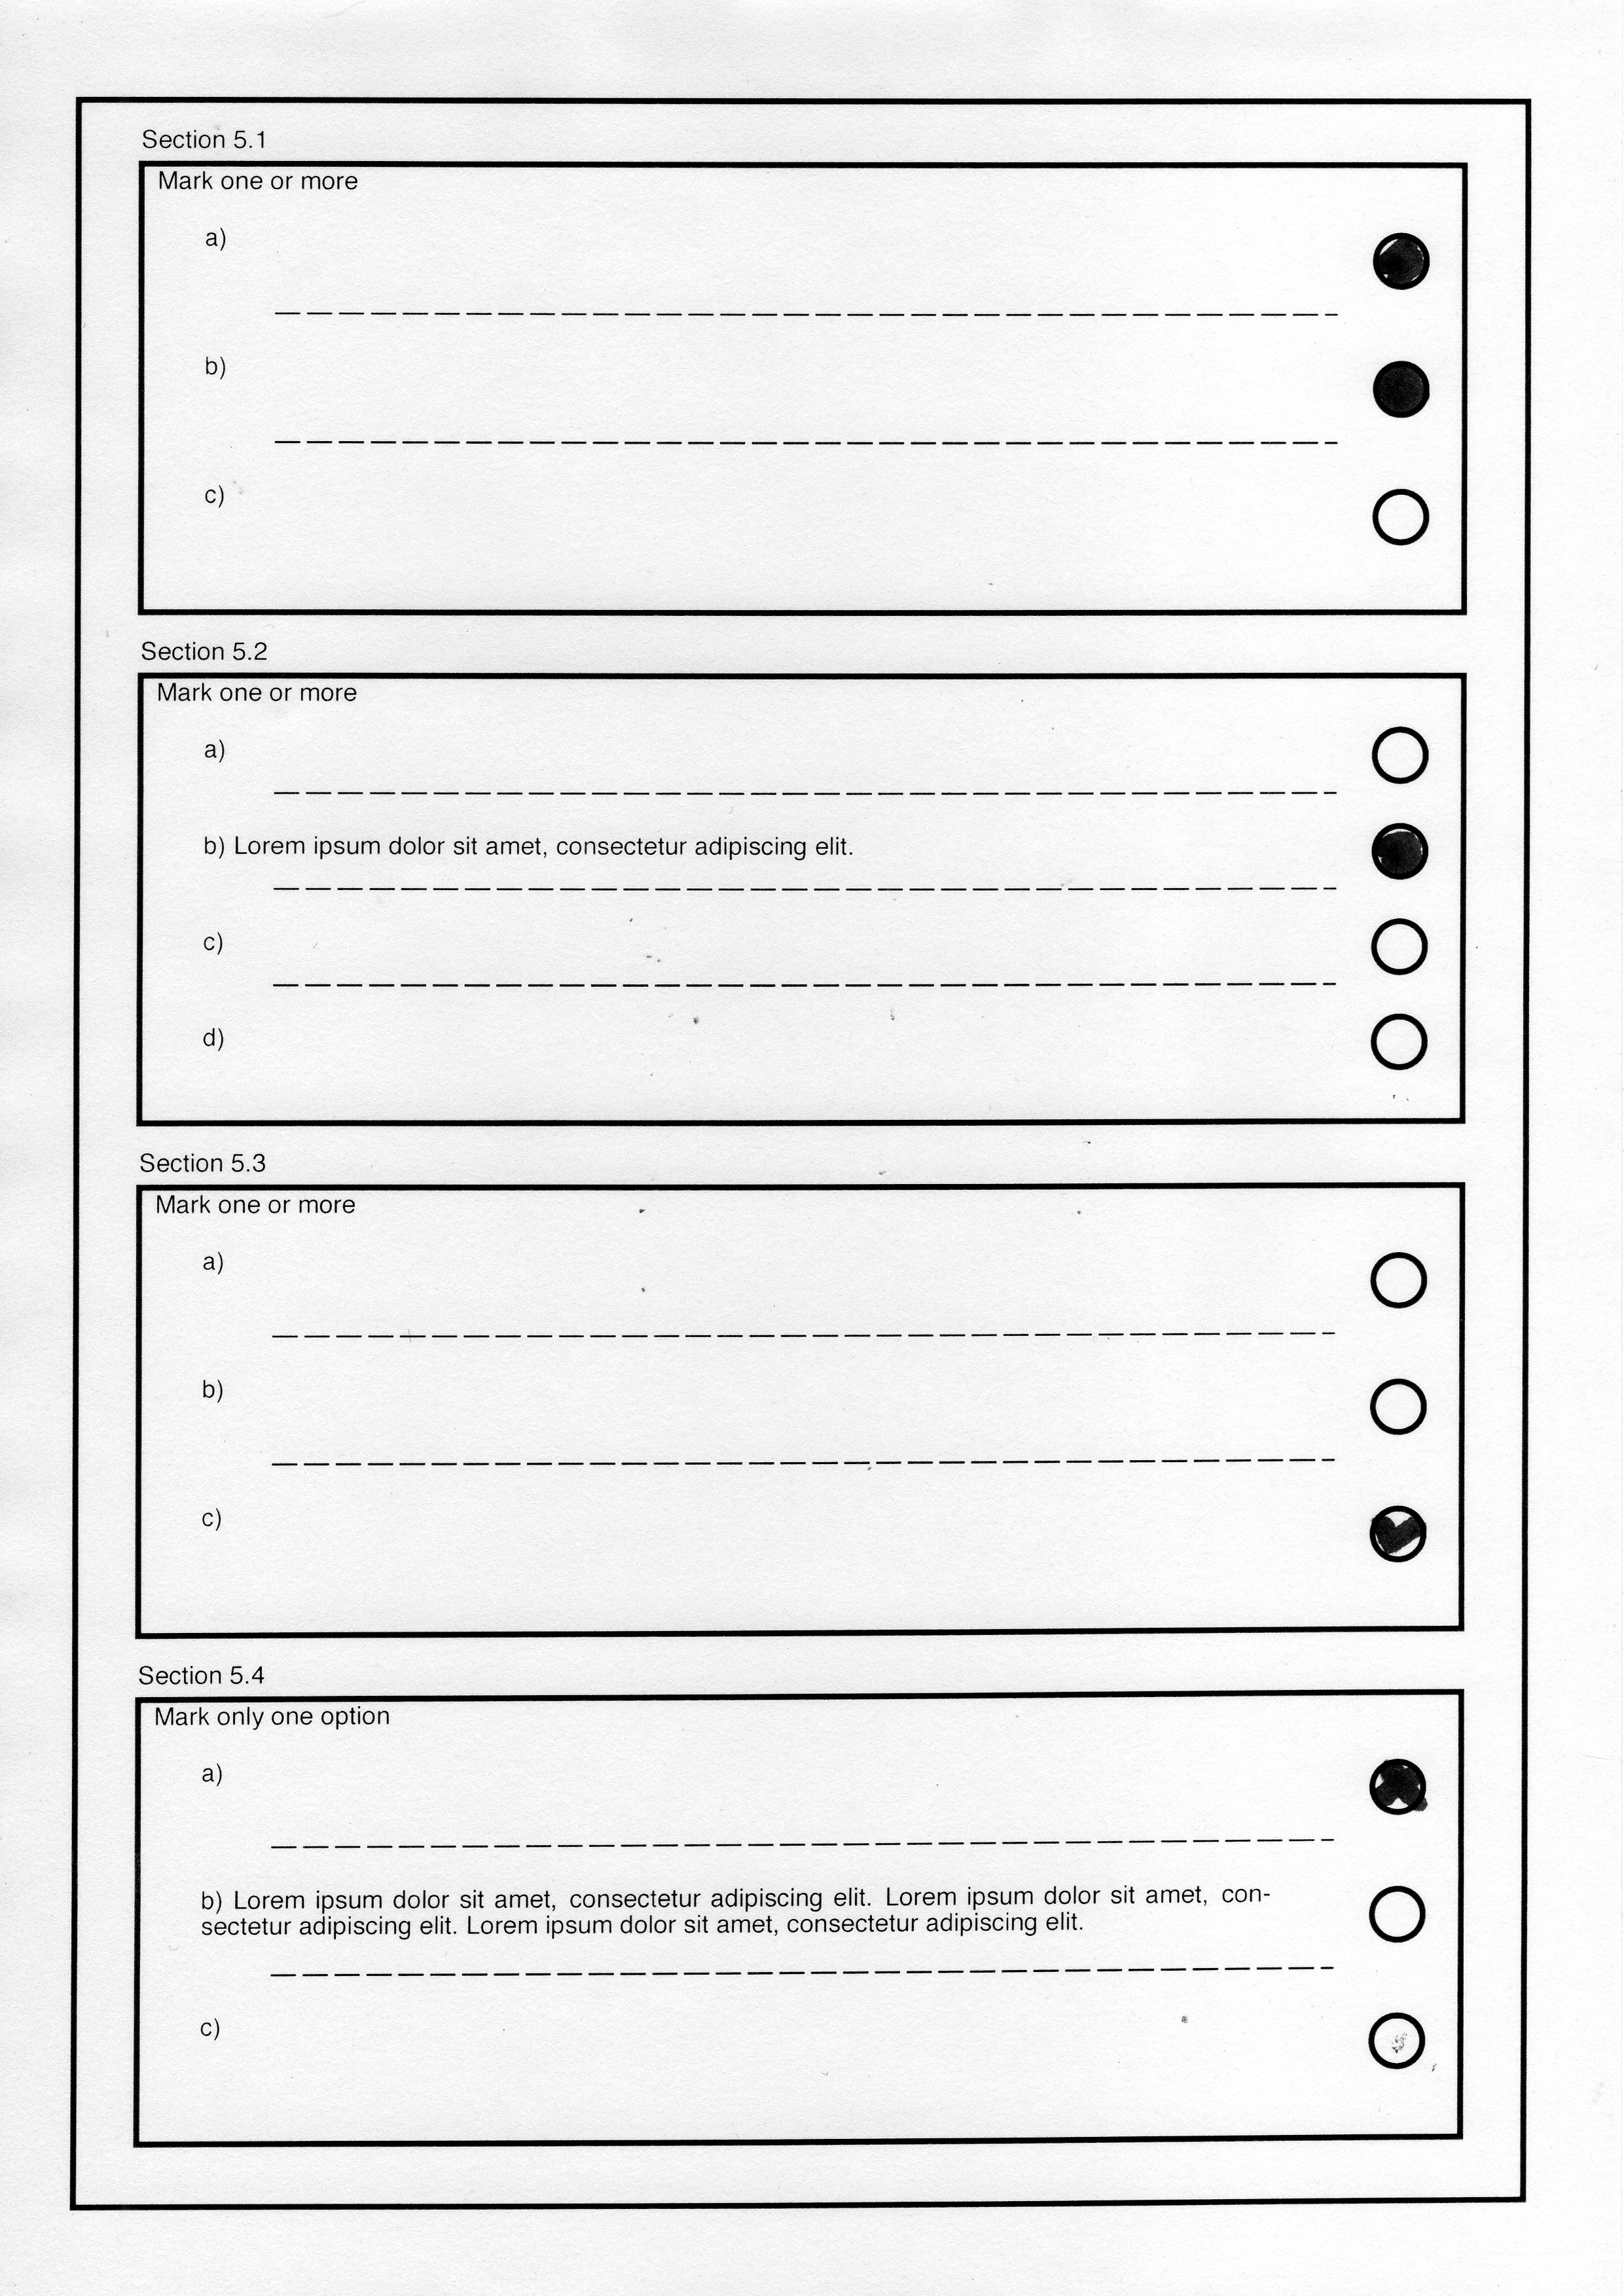 Section 5.1
Mark one or more
a)
b)
c)
Section 5.2
Mark one or more
a)
b) Lorem ipsum dolor sit amet, consectetur adipiscing elit.
c)
d)
Section 5.3
Mark one or more
a)
b)
c)
Section 5.4
Mark only one option
a)
b) Lorem ipsum dolor sit amet, consectetur adipiscing elit. Lorem ipsum dolor sit amet, con-
sectetur adipiscing elit. Lorem ipsum dolor sit amet, consectetur adipiscing elit.
c)